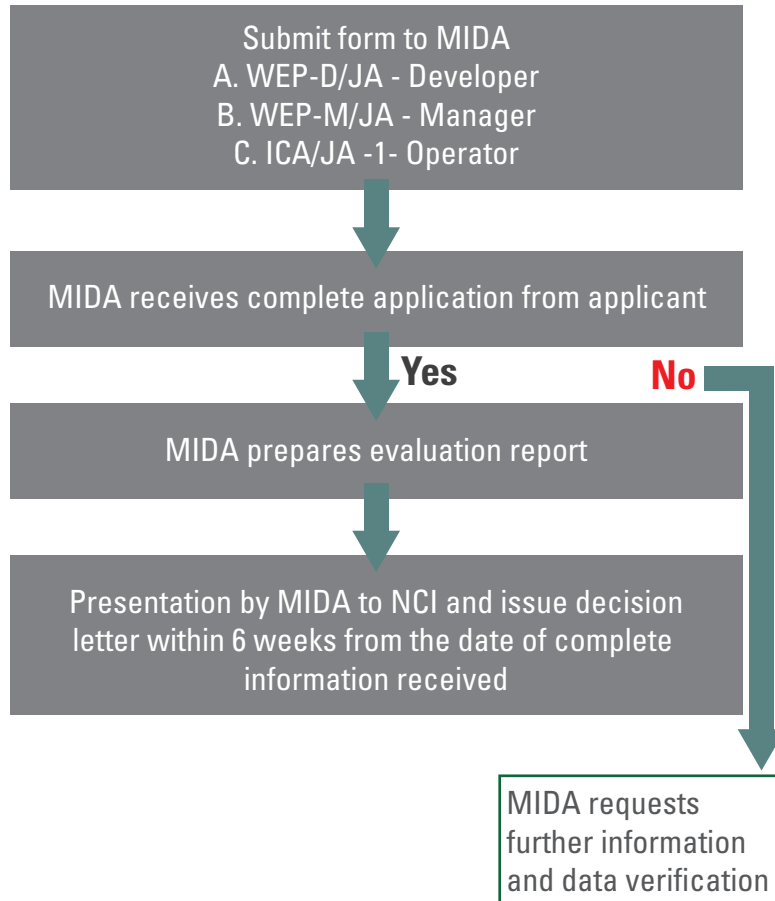 Submit form to MIDA
A. WEP-D/JA - Developer
B. WEP-M/JA - Manager
C. ICA/JA -1- Operator
MIDA receives complete application from applicant
Yes
No
MIDA prepares evaluation report
Presentation by MIDA to NCI and issue decision
letter within 6 weeks from the date of complete
information received
MIDA requests
further information
and data verification